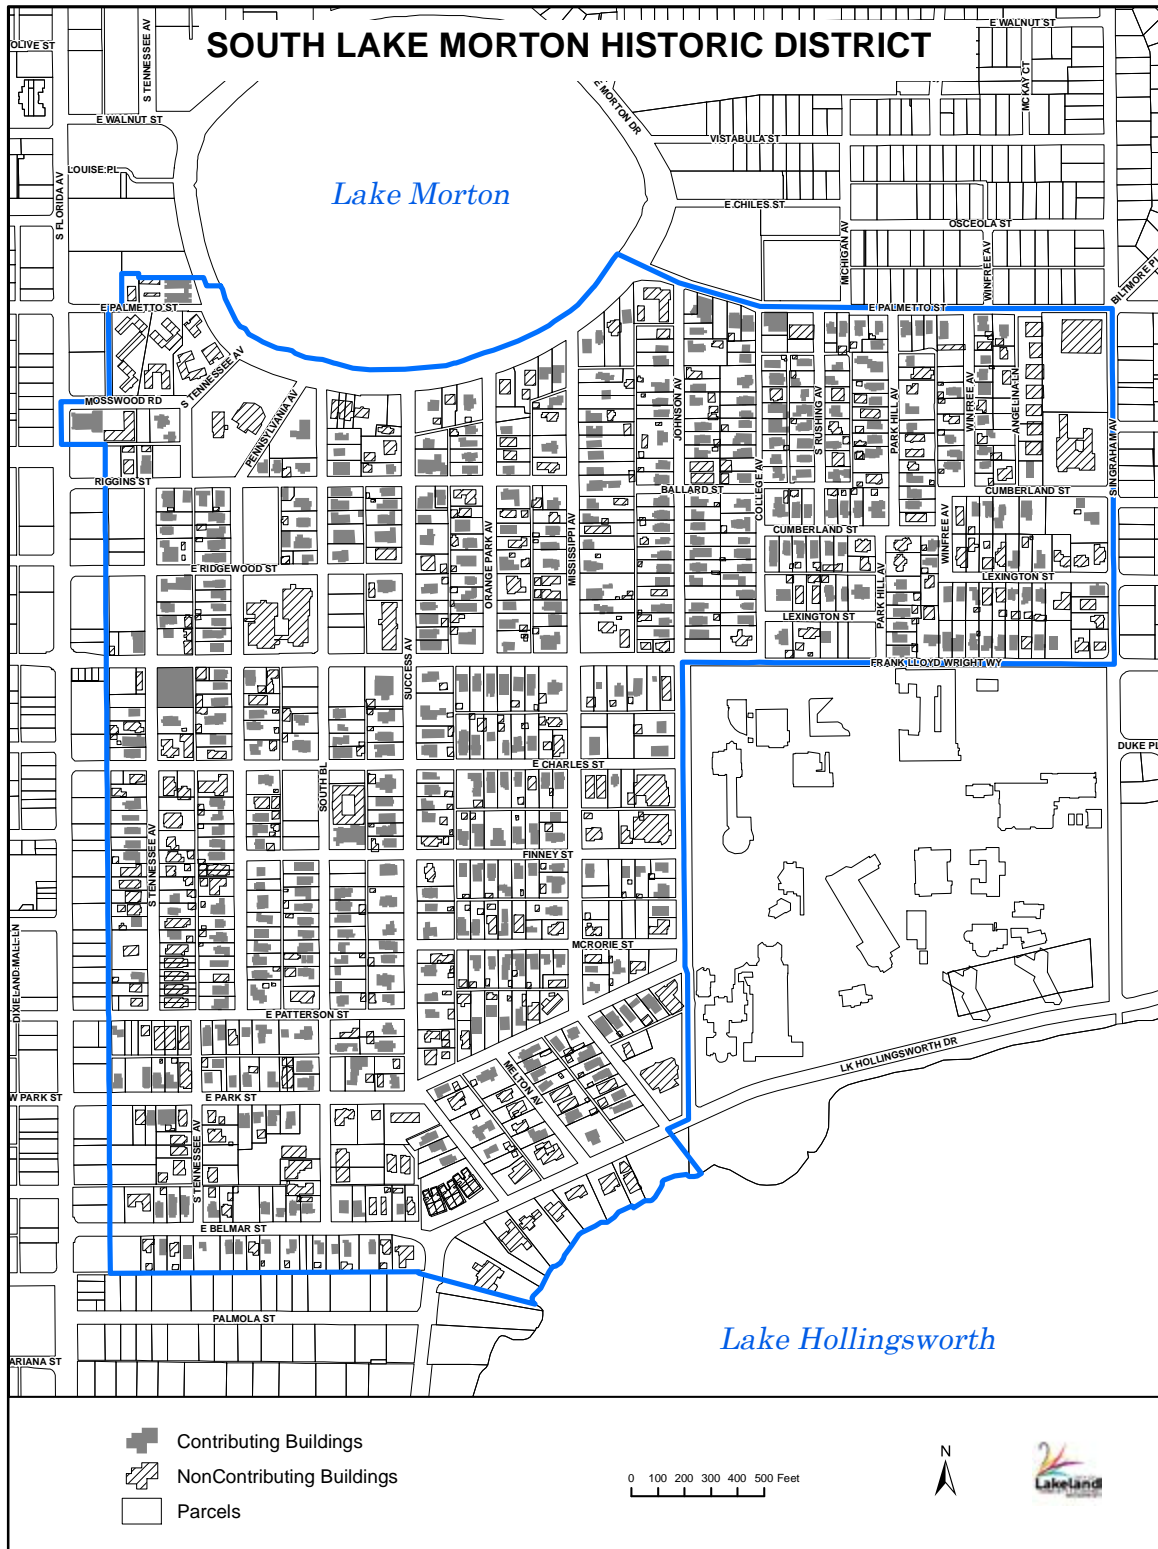 SOUTH LAKE MORTON HISTORIC DISTRICT
E WALNUT ST
OLIVE ST
S TENNESSEE AV
MCKAY CT
E MORTON DR
E WALNUT ST
VISTABULA ST
LOUISE PL
Lake Morton
S FLORIDA AV
E CHILES ST
OSCEOLA ST
MICHIGAN AV
WINFREE AV
BILTMORE PL
E PALMETTO ST
E PALMETTO ST
S TENNESSEE AV
MOSSWOOD RD
PENNSYLVANIA AV
JOHNSON AV
S RUSHING AV
PARK HILL AV
WINFREE AV
ANGELINA LN
S INGRAHAM AV
RIGGINS ST
BALLARD ST
COLLEGE AV
CUMBERLAND ST
CUMBERLAND ST
ORANGE PARK AV
MISSISSIPPI AV
WINFREE AV
E RIDGEWOOD ST
LEXINGTON ST
PARK HILL AV
LEXINGTON ST
SUCCESS AV
FRANK LLOYD WRIGHT WY
DUKE PL
E CHARLES ST
SOUTH BL
S TENNESSEE AV
FINNEY ST
DIXIELAND MALL LN
MCRORIE ST
E PATTERSON ST
LK HOLLINGSWORTH DR
MELTON AV
W PARK ST
E PARK ST
S TENNESSEE AV
E BELMAR ST
PALMOLA ST
Lake Hollingsworth
ARIANA ST
Contributing Buildings
NonContributing Buildings
Parcels
0 100 200 300 400 500 Feet
N
Lakeland